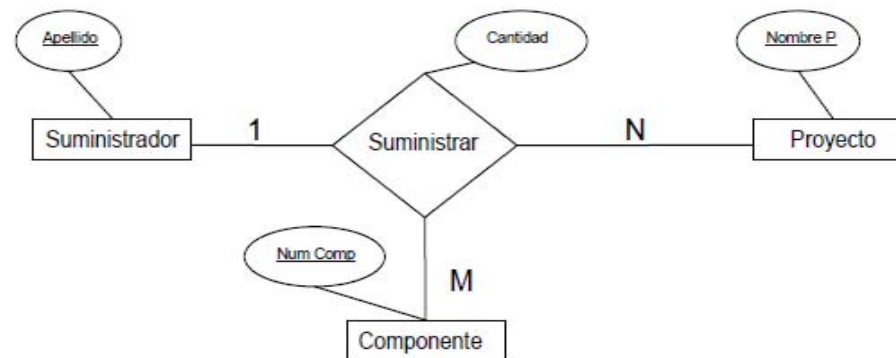 Apellido
Cantidad
Nombre P
Suministrador
1
Suministrar
N
Proyecto
Num Comp
M
Componente